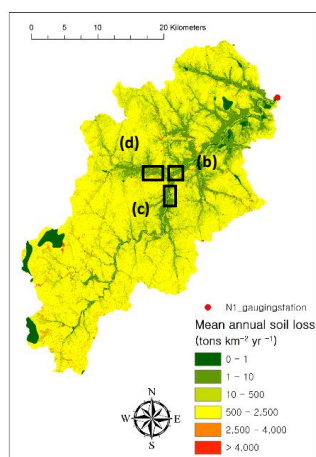 0 5 10 20 Kilometers
(d)
(b)
(c)
N1_gaugingstation
Mean annual soil loss
(tons km⁻² yr ⁻¹)
0 - 1
1 - 10
10 - 500
500 - 2,500
2,500 - 4,000
> 4,000
N
W E
S